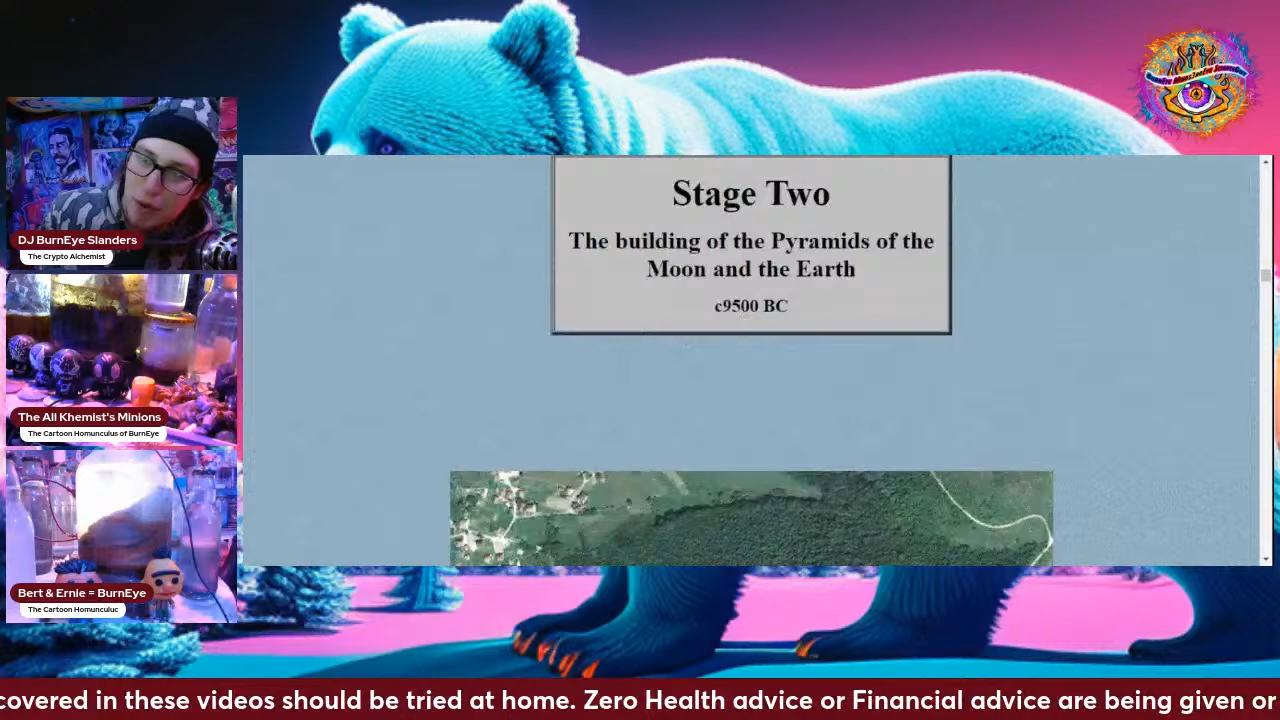 DJ BurnEye Slanders
The Crypto Alchemist
The All Khemist's Minions
The Cartoon Homunculus of BurnEye
Bert & Ernie = BurnEye
The Cartoon Homunculuc
Stage Two
The building of the Pyramids of the
Moon and the Earth
c9500 BC
covered in these videos should be tried at home. Zero Health advice or Financial advice are being given or